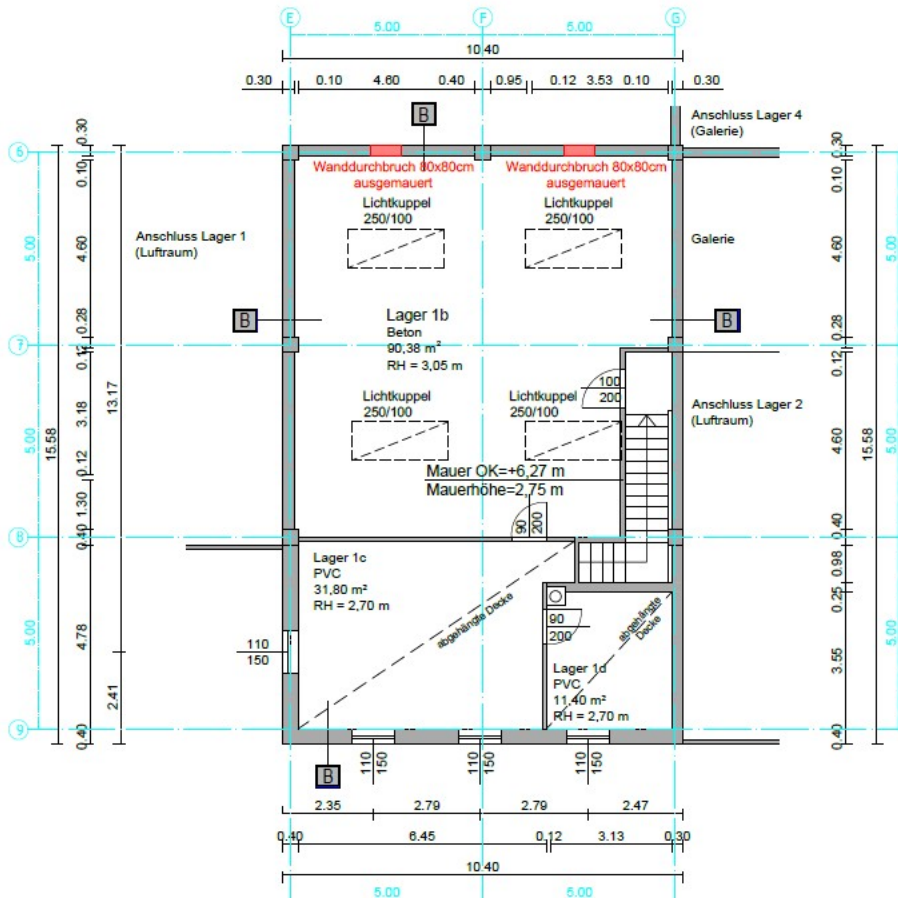 E F G
5.00 5.00
10.40
0.30 0.10 4.60 0.40 0.95 0.12 3.53 0.10 0.30
B
Anschluss Lager 4
(Galerie)
6
Wanddurchbruch 80x80cm
ausgemauert
Wanddurchbruch 80x80cm
ausgemauert
Lichtkuppel
250/100
Lichtkuppel
250/100
Anschluss Lager 1
(Luftraum)
Galerie
B
B
Lager 1b
Beton
90,38 m²
RH = 3,05 m
7
Lichtkuppel
250/100
Lichtkuppel
250/100
100
200
Anschluss Lager 2
(Luftraum)
Mauer OK=+6,27 m
Mauerhöhe=2,75 m
90
200
8
Lager 1c
PVC
31,80 m²
RH = 2,70 m
abgehängte Decke
90
200
abgehängte
Decke
110
150
Lager 1d
PVC
11,40 m²
RH = 2,70 m
9
B
110
150
110
150
110
150
0.30
0.10
4.60
0.28
0.12
3.18
0.12
1.30
0.40
4.78
0.40
13.17
2.41
15.58
5.00
5.00
5.00
0.30
0.10
4.60
0.28
0.12
4.60
0.40
0.98
0.25
3.55
0.40
15.58
5.00
5.00
5.00
2.35 2.79 2.79 2.47
0.40 6.45 0.12 3.13 0.30
10.40
5.00 5.00